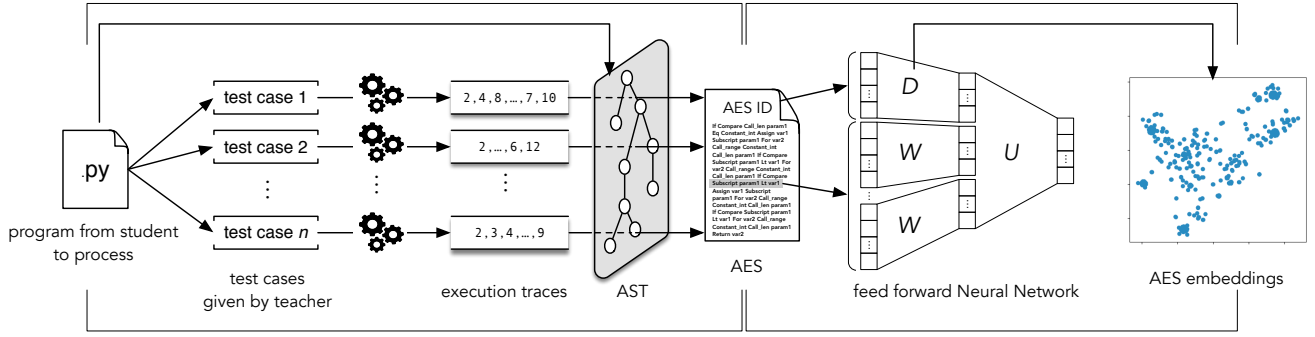 .py
program from student
to process
test case 1
test case 2
⋮
test case n
test cases
given by teacher
⋮
2,4,8,…,7,10
2,…,6,12
⋮
2,3,4,…,9
execution traces
AST
AES ID
If Compare Call_len param1
Eq Constant_int Assign var1
Subscript param1 For var2
Call_range Constant_int
Call_len param1 If Compare
Subscript param1 Lt var1 For
var2 Call_range Constant_int
Call_len param1 If Compare
Subscript param1 Lt var1
Assign var1 Subscript
param1 For var2 Call_range
Constant_int Call_len param1
If Compare Subscript param1
Lt var1 For var2 Call_range
Constant_int Call_len param1
Return var2
AES
D
W
W
U
feed forward Neural Network
AES embeddings